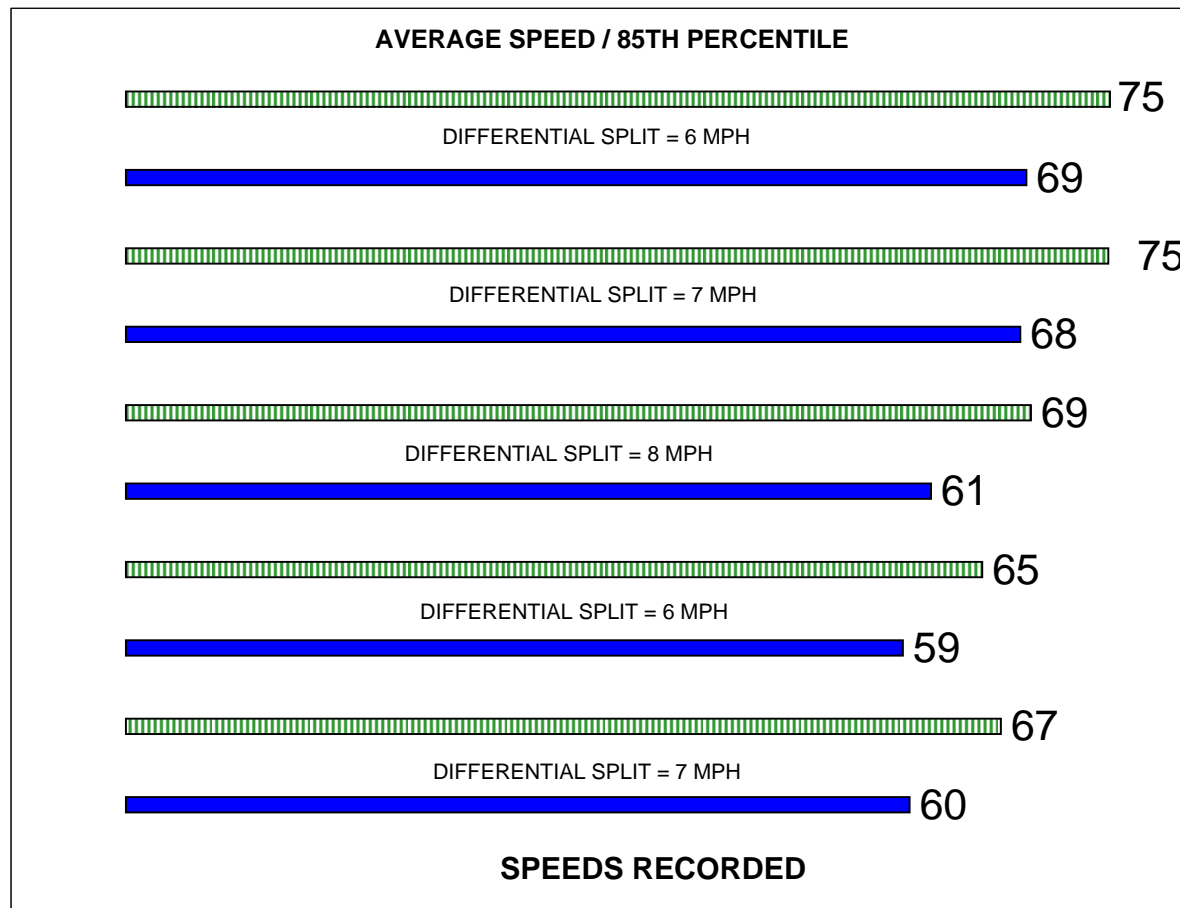 AVERAGE SPEED / 85TH PERCENTILE
75
DIFFERENTIAL SPLIT = 6 MPH
69
75
DIFFERENTIAL SPLIT = 7 MPH
68
69
DIFFERENTIAL SPLIT = 8 MPH
61
65
DIFFERENTIAL SPLIT = 6 MPH
59
67
DIFFERENTIAL SPLIT = 7 MPH
60
SPEEDS RECORDED